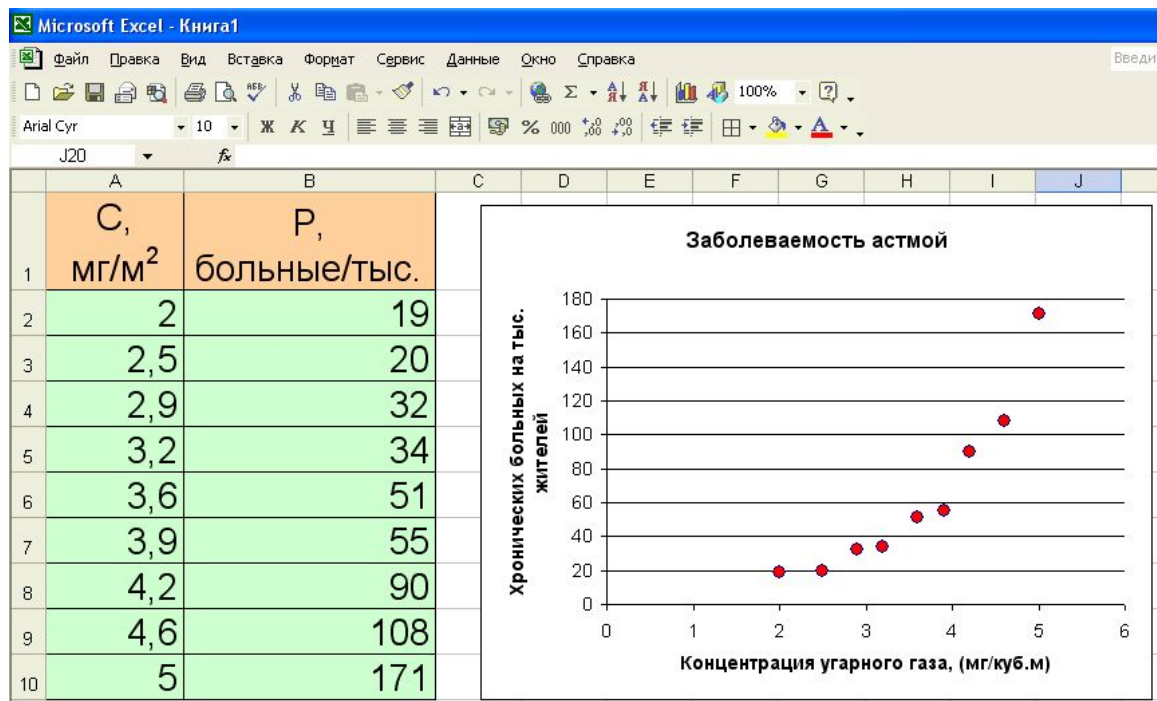 Microsoft Excel - Книга1
Файл Правка Вид Вставка Формат Сервис Данные Окно Справка Введи
100%
Arial Cyr 10 Ж К Ч % 000
J20 fx
A B C D E F G H I J
1 С, мг/м² Р, больные/тыс.
2 2 19
3 2,5 20
4 2,9 32
5 3,2 34
6 3,6 51
7 3,9 55
8 4,2 90
9 4,6 108
10 5 171
Заболеваемость астмой
Хронических больных на тыс.
жителей
180
160
140
120
100
80
60
40
20
0
0 1 2 3 4 5 6
Концентрация угарного газа, (мг/куб.м)